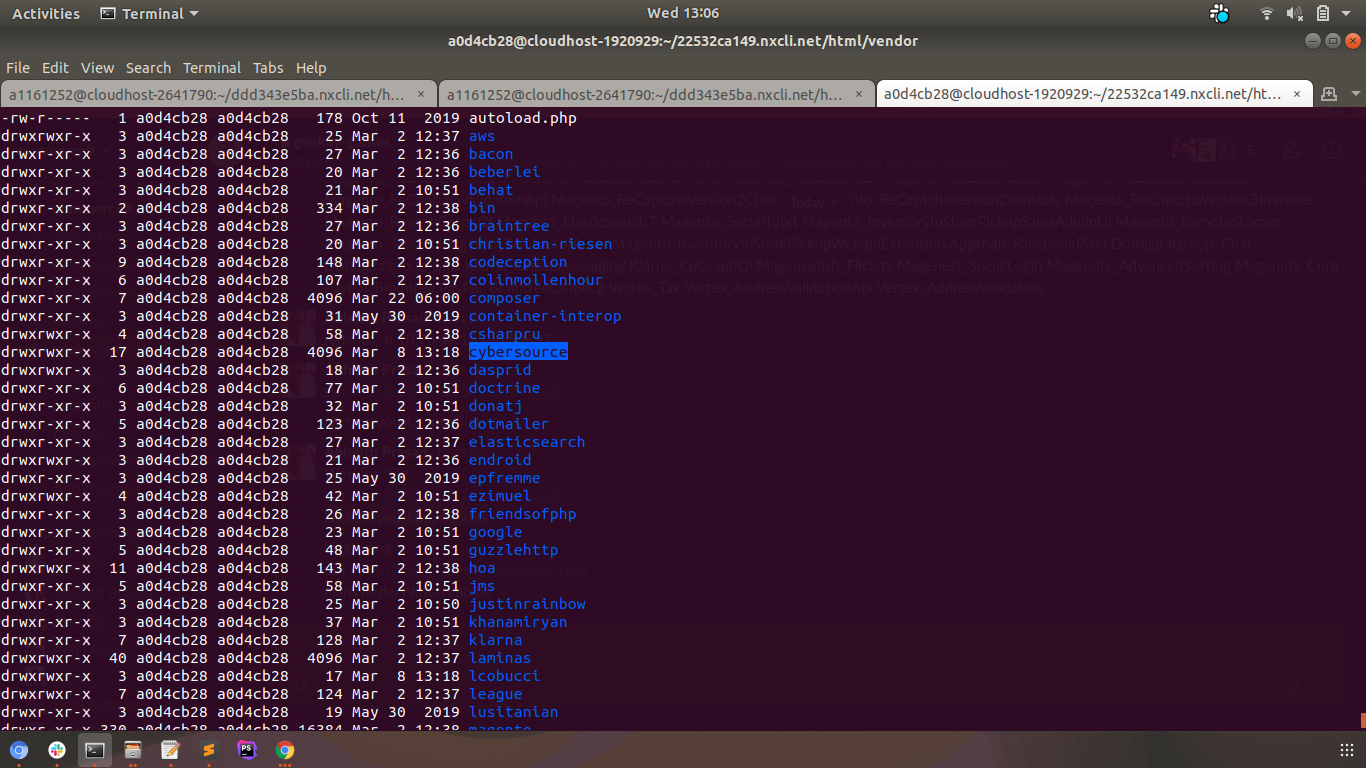 Activities Terminal Wed 13:06
a0d4cb28@cloudhost-1920929:~/22532ca149.nxcli.net/html/vendor
File Edit View Search Terminal Tabs Help
a1161252@cloudhost-2641790:~/ddd343e5ba.nxcli.net/h... × a1161252@cloudhost-2641790:~/ddd343e5ba.nxcli.net/h... × a0d4cb28@cloudhost-1920929:~/22532ca149.nxcli.net/ht... ×
-rw-r----- 1 a0d4cb28 a0d4cb28 178 Oct 11 2019 autoload.php
drwxrwxr-x 3 a0d4cb28 a0d4cb28 25 Mar 2 12:37 aws
drwxr-xr-x 3 a0d4cb28 a0d4cb28 27 Mar 2 12:36 bacon
drwxr-xr-x 3 a0d4cb28 a0d4cb28 20 Mar 2 12:36 beberlei
drwxr-xr-x 3 a0d4cb28 a0d4cb28 21 Mar 2 10:51 behat
drwxr-xr-x 2 a0d4cb28 a0d4cb28 334 Mar 2 12:38 bin
drwxr-xr-x 3 a0d4cb28 a0d4cb28 27 Mar 2 12:36 braintree
drwxr-xr-x 3 a0d4cb28 a0d4cb28 20 Mar 2 10:51 christian-riesen
drwxr-xr-x 9 a0d4cb28 a0d4cb28 148 Mar 2 12:38 codeception
drwxr-xr-x 6 a0d4cb28 a0d4cb28 107 Mar 2 12:37 colinmollenhour
drwxr-xr-x 7 a0d4cb28 a0d4cb28 4096 Mar 22 06:00 composer
drwxr-xr-x 3 a0d4cb28 a0d4cb28 31 May 30 2019 container-interop
drwxrwxr-x 4 a0d4cb28 a0d4cb28 58 Mar 2 12:38 csharpru
drwxrwxr-x 17 a0d4cb28 a0d4cb28 4096 Mar 8 13:18 cybersource
drwxrwxr-x 3 a0d4cb28 a0d4cb28 18 Mar 2 12:36 dasprid
drwxr-xr-x 6 a0d4cb28 a0d4cb28 77 Mar 2 10:51 doctrine
drwxrwxr-x 3 a0d4cb28 a0d4cb28 32 Mar 2 10:51 donatj
drwxr-xr-x 5 a0d4cb28 a0d4cb28 123 Mar 2 12:36 dotmailer
drwxr-xr-x 3 a0d4cb28 a0d4cb28 27 Mar 2 12:37 elasticsearch
drwxrwxr-x 3 a0d4cb28 a0d4cb28 21 Mar 2 12:36 endroid
drwxr-xr-x 3 a0d4cb28 a0d4cb28 25 May 30 2019 epfremme
drwxrwxr-x 4 a0d4cb28 a0d4cb28 42 Mar 2 10:51 ezimuel
drwxr-xr-x 3 a0d4cb28 a0d4cb28 26 Mar 2 12:38 friendsofphp
drwxr-xr-x 3 a0d4cb28 a0d4cb28 23 Mar 2 10:51 google
drwxr-xr-x 5 a0d4cb28 a0d4cb28 48 Mar 2 10:51 guzzlehttp
drwxrwxr-x 11 a0d4cb28 a0d4cb28 143 Mar 2 12:38 hoa
drwxr-xr-x 5 a0d4cb28 a0d4cb28 58 Mar 2 10:51 jms
drwxr-xr-x 3 a0d4cb28 a0d4cb28 25 Mar 2 10:50 justinrainbow
drwxr-xr-x 3 a0d4cb28 a0d4cb28 37 Mar 2 10:51 khanamiryan
drwxr-xr-x 7 a0d4cb28 a0d4cb28 128 Mar 2 12:37 klarna
drwxrwxr-x 40 a0d4cb28 a0d4cb28 4096 Mar 2 12:37 laminas
drwxrwxr-x 3 a0d4cb28 a0d4cb28 17 Mar 8 13:18 lcobucci
drwxr-xr-x 7 a0d4cb28 a0d4cb28 124 Mar 2 12:37 league
drwxr-xr-x 3 a0d4cb28 a0d4cb28 19 May 30 2019 lusitanian
drwxr-xr-x 330 a0d4cb28 a0d4cb28 16384 Mar 2 12:38 magento